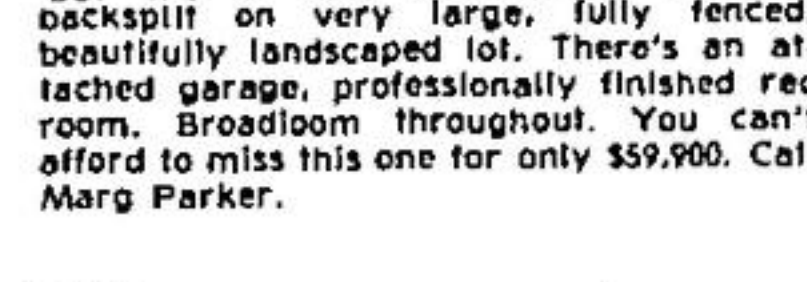 backsplit on very large, fully fenced
beautifully landscaped lot. There's an at
tached garage, professionally finished rec
room. Broadloom throughout. You can't
afford to miss this one for only $59,900. Cal
Marg Parker.